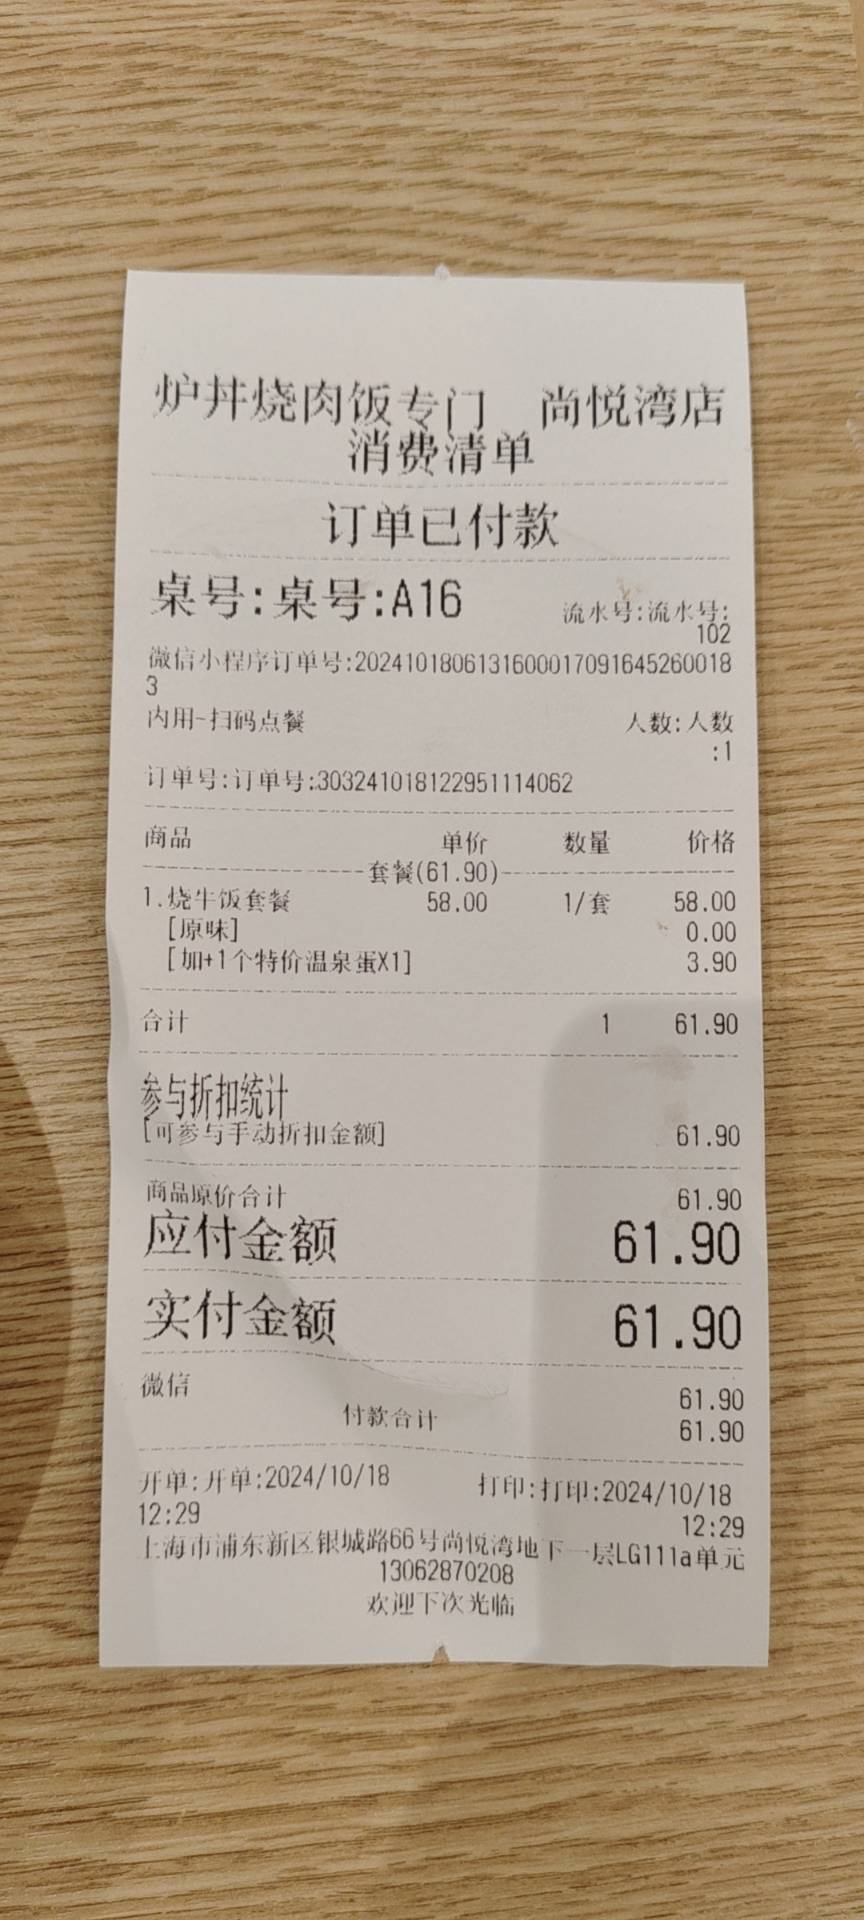 炉丼烧肉饭专门 尚悦湾店
消费清单
订单已付款
桌号:桌号:A16 流水号:流水号:
102
微信小程序订单号:2024101806131600017091645260018
3
内用-扫码点餐 人数:人数
:1
订单号:订单号:303241018122951114062
商品 单价 数量 价格
套餐(61.90)
1.烧牛饭套餐 58.00 1/套 58.00
[原味] 0.00
[加+1个特价温泉蛋X1] 3.90
合计 1 61.90
参与折扣统计
[可参与手动折扣金额] 61.90
商品原价合计 61.90
应付金额 61.90
实付金额 61.90
微信 61.90
付款合计 61.90
开单:开单:2024/10/18 打印:打印:2024/10/18
12:29 12:29
上海市浦东新区银城路66号尚悦湾地下一层LG111a单元
13062870208
欢迎下次光临